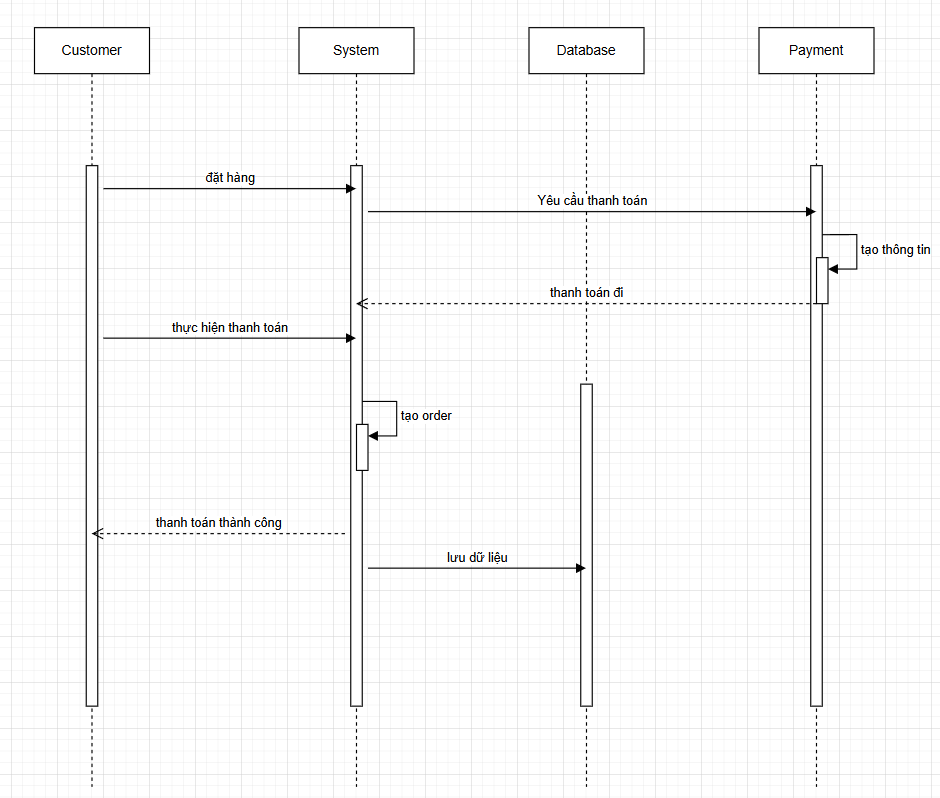 Customer
System
Database
Payment
đặt hàng
Yêu cầu thanh toán
tạo thông tin
thanh toán đi
thực hiện thanh toán
tạo order
thanh toán thành công
lưu dữ liệu